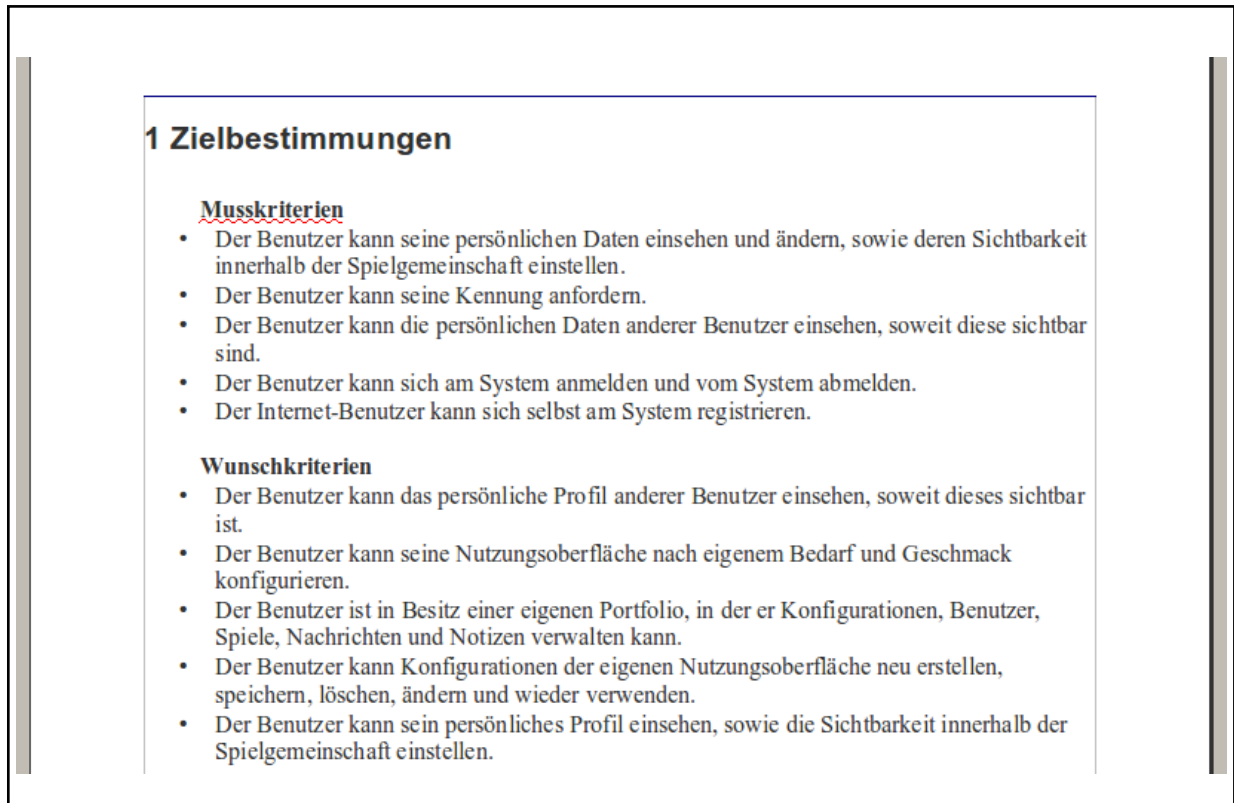 1 Zielbestimmungen
Musskriterien
• Der Benutzer kann seine persönlichen Daten einsehen und ändern, sowie deren Sichtbarkeit
innerhalb der Spielgemeinschaft einstellen.
• Der Benutzer kann seine Kennung anfordern.
• Der Benutzer kann die persönlichen Daten anderer Benutzer einsehen, soweit diese sichtbar
sind.
• Der Benutzer kann sich am System anmelden und vom System abmelden.
• Der Internet-Benutzer kann sich selbst am System registrieren.
Wunschkriterien
• Der Benutzer kann das persönliche Profil anderer Benutzer einsehen, soweit dieses sichtbar
ist.
• Der Benutzer kann seine Nutzungsoberfläche nach eigenem Bedarf und Geschmack
konfigurieren.
• Der Benutzer ist in Besitz einer eigenen Portfolio, in der er Konfigurationen, Benutzer,
Spiele, Nachrichten und Notizen verwalten kann.
• Der Benutzer kann Konfigurationen der eigenen Nutzungsoberfläche neu erstellen,
speichern, löschen, ändern und wieder verwenden.
• Der Benutzer kann sein persönliches Profil einsehen, sowie die Sichtbarkeit innerhalb der
Spielgemeinschaft einstellen.